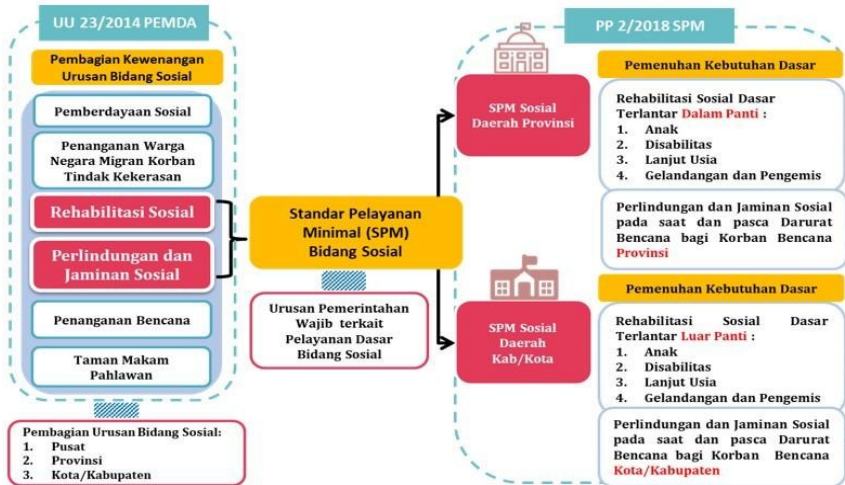 UU 23/2014 PEMDA
Pembagian Kewenangan
Urusan Bidang Sosial
Pemberdayaan Sosial
Penanganan Warga
Negara Migran Korban
Tindak Kekerasan
Rehabilitasi Sosial
Perlindungan dan
Jaminan Sosial
Penanganan Bencana
Taman Makam
Pahlawan
Pembagian Urusan Bidang Sosial:
1. Pusat
2. Provinsi
3. Kota/Kabupaten
Standar Pelayanan
Minimal (SPM)
Bidang Sosial
Urusan Pemerintahan
Wajib terkait
Pelayanan Dasar
Bidang Sosial
PP 2/2018 SPM
SPM Sosial
Daerah Provinsi
Pemenuhan Kebutuhan Dasar
Rehabilitasi Sosial Dasar
Terlantar Dalam Panti :
1. Anak
2. Disabilitas
3. Lanjut Usia
4. Gelandangan dan Pengemis
Perlindungan dan Jaminan Sosial
pada saat dan pasca Darurat
Bencana bagi Korban Bencana
Provinsi
SPM Sosial
Daerah
Kab/Kota
Pemenuhan Kebutuhan Dasar
Rehabilitasi Sosial Dasar
Terlantar Luar Panti :
1. Anak
2. Disabilitas
3. Lanjut Usia
4. Gelandangan dan Pengemis
Perlindungan dan Jaminan Sosial
pada saat dan pasca Darurat
Bencana bagi Korban Bencana
Kota/Kabupaten